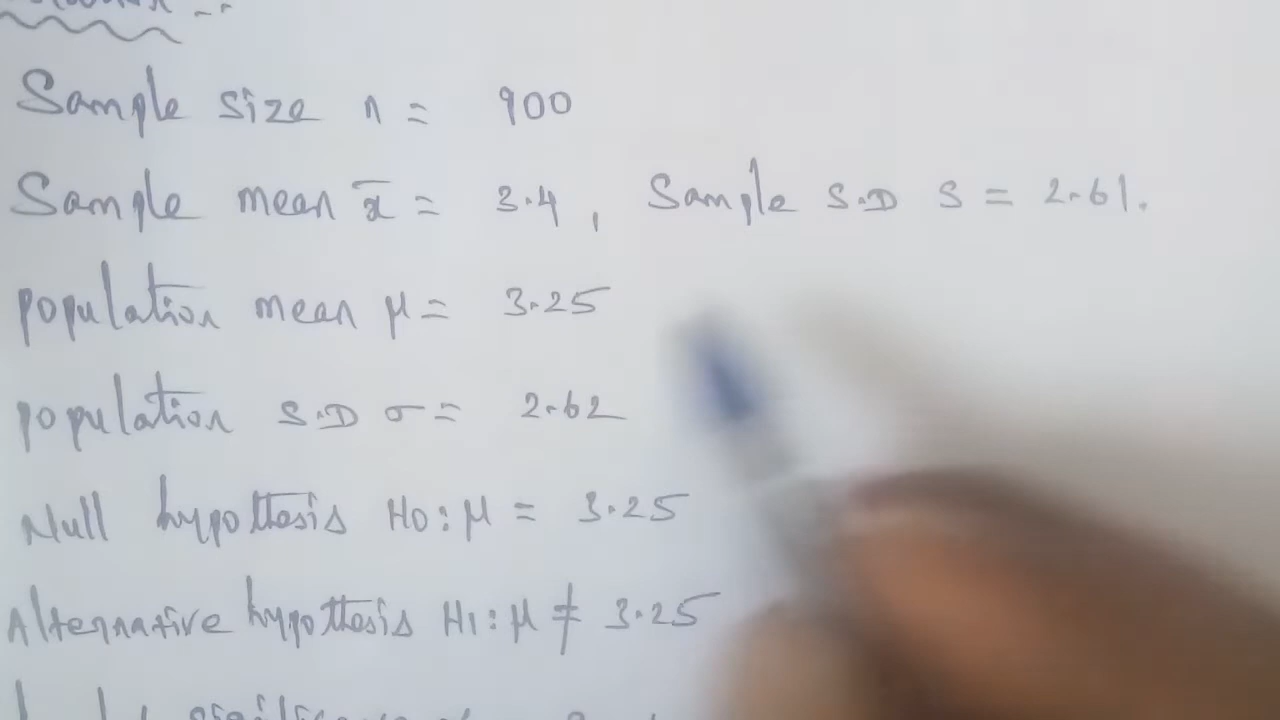 Sample size n = 900
Sample mean x̄ = 3.4, Sample S.D S = 2.61.
population mean μ = 3.25
population S.D σ = 2.62
Null hypothesis H0 : μ = 3.25
Alternative hypothesis H1 : μ ≠ 3.25